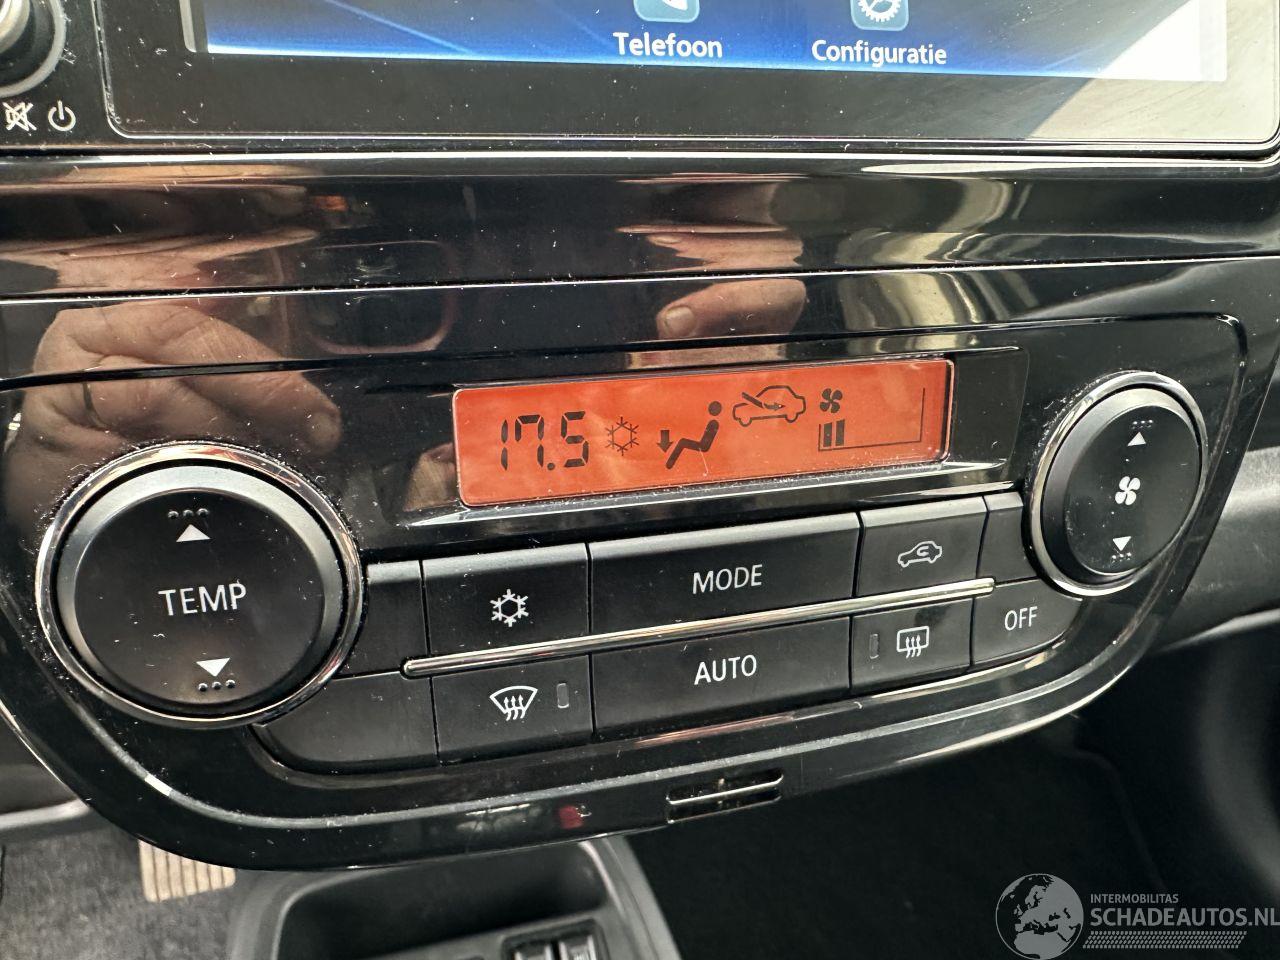 Telefoon
Configuratie
17.5
TEMP
MODE
AUTO
OFF
INTERMOBILITAS
SCHADEAUTOS.NL